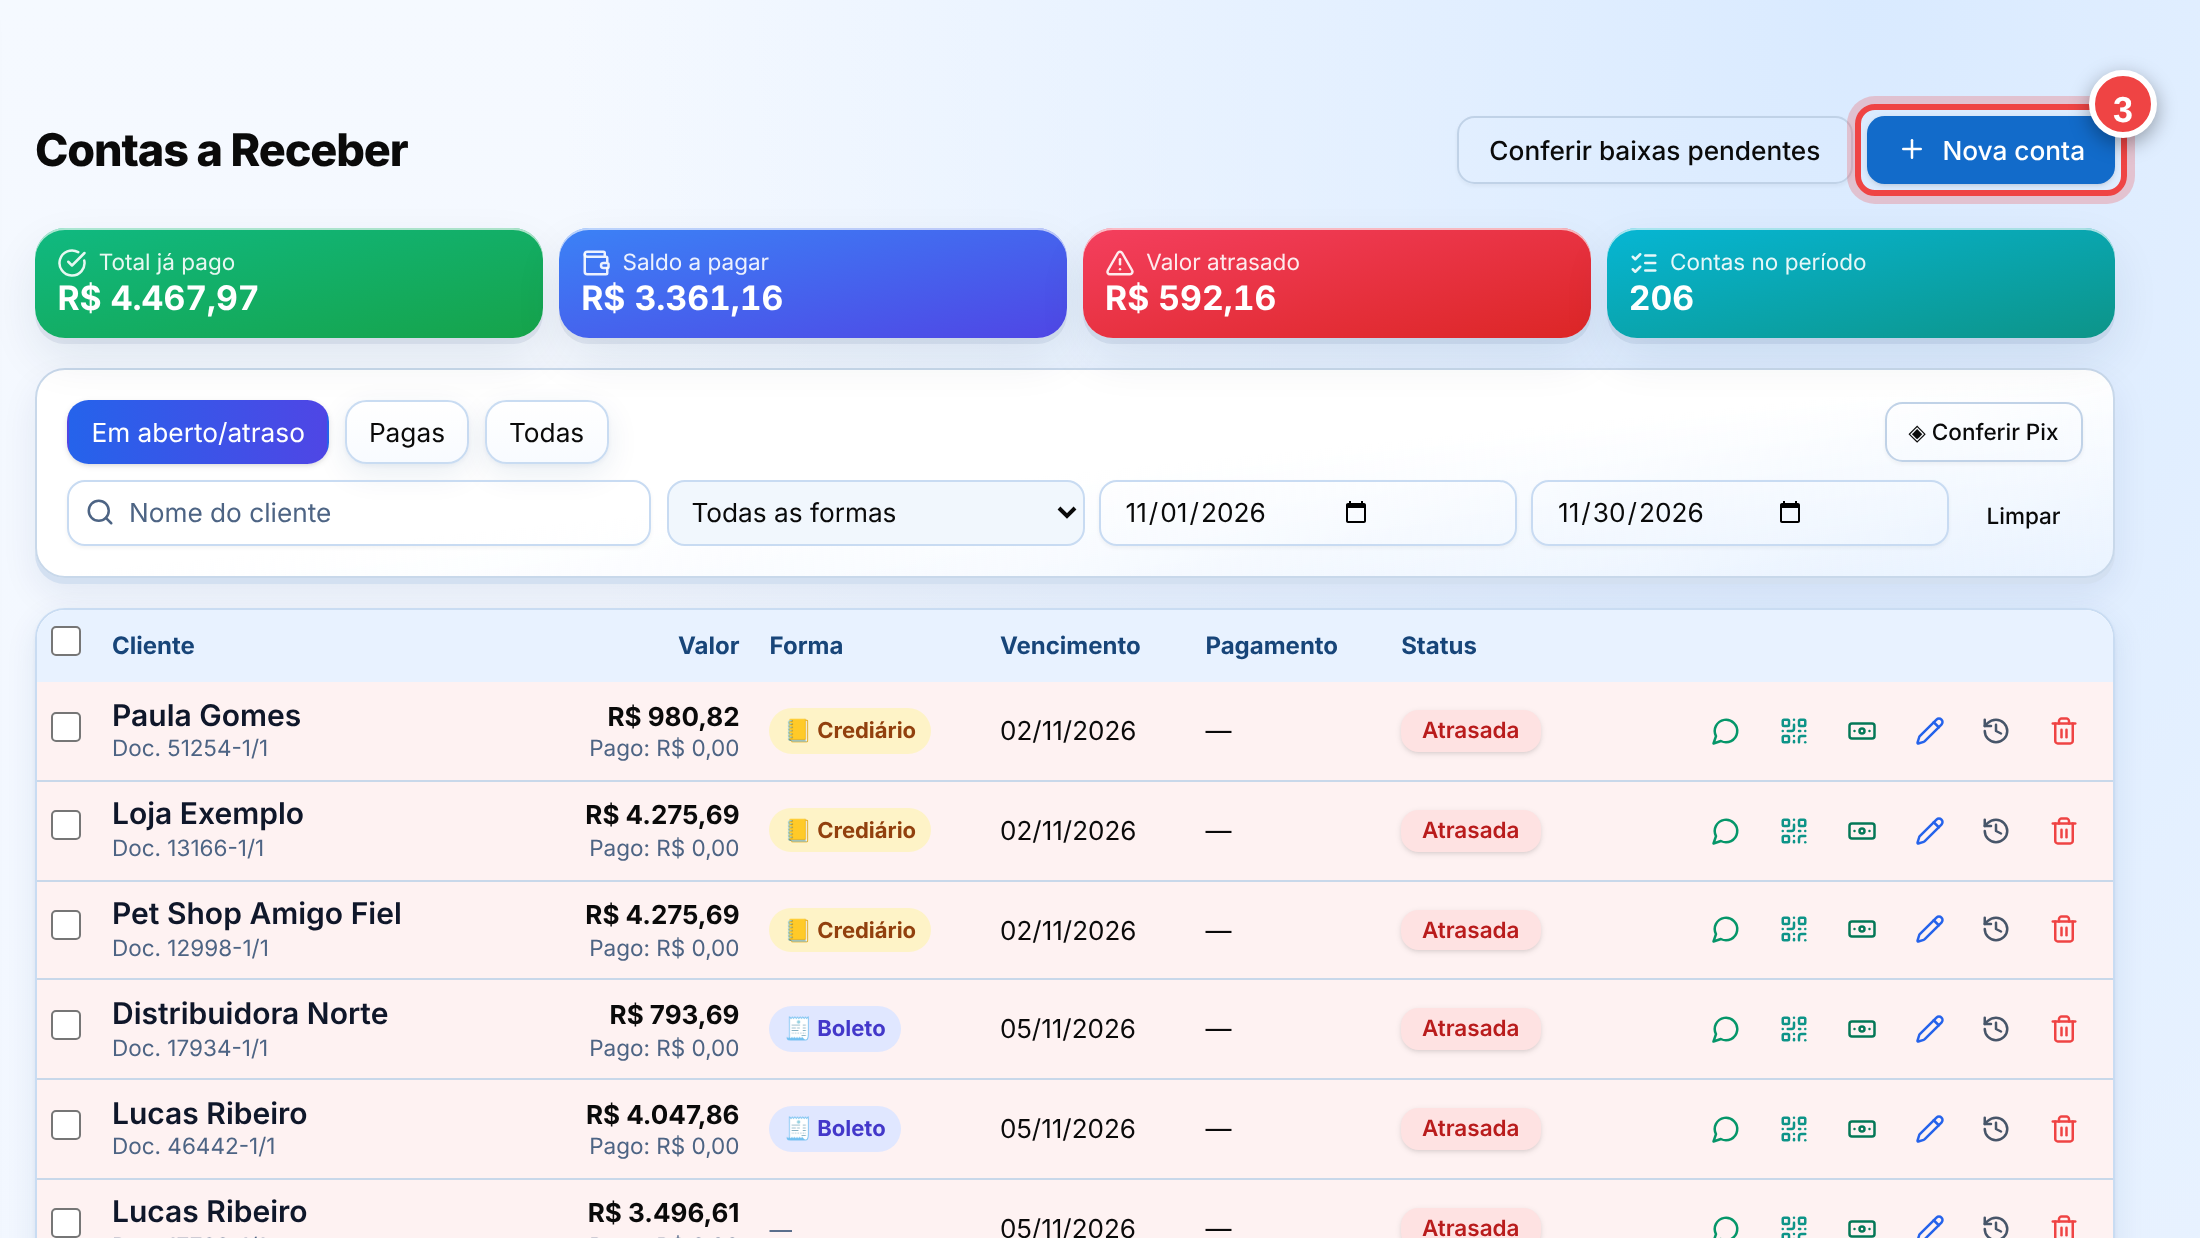 3
Contas a Receber
Conferir baixas pendentes
+ Nova conta
Total já pago
R$ 4.467,97
Saldo a pagar
R$ 3.361,16
Valor atrasado
R$ 592,16
Contas no período
206
Em aberto/atraso
Pagas
Todas
Conferir Pix
Nome do cliente
Todas as formas
11/01/2026
11/30/2026
Limpar
Cliente Valor Forma Vencimento Pagamento Status
Paula Gomes R$ 980,82 Crediário 02/11/2026 — Atrasada
Doc. 51254-1/1 Pago: R$ 0,00
Loja Exemplo R$ 4.275,69 Crediário 02/11/2026 — Atrasada
Doc. 13166-1/1 Pago: R$ 0,00
Pet Shop Amigo Fiel R$ 4.275,69 Crediário 02/11/2026 — Atrasada
Doc. 12998-1/1 Pago: R$ 0,00
Distribuidora Norte R$ 793,69 Boleto 05/11/2026 — Atrasada
Doc. 17934-1/1 Pago: R$ 0,00
Lucas Ribeiro R$ 4.047,86 Boleto 05/11/2026 — Atrasada
Doc. 46442-1/1 Pago: R$ 0,00
Lucas Ribeiro R$ 3.496,61 — 05/11/2026 — Atrasada